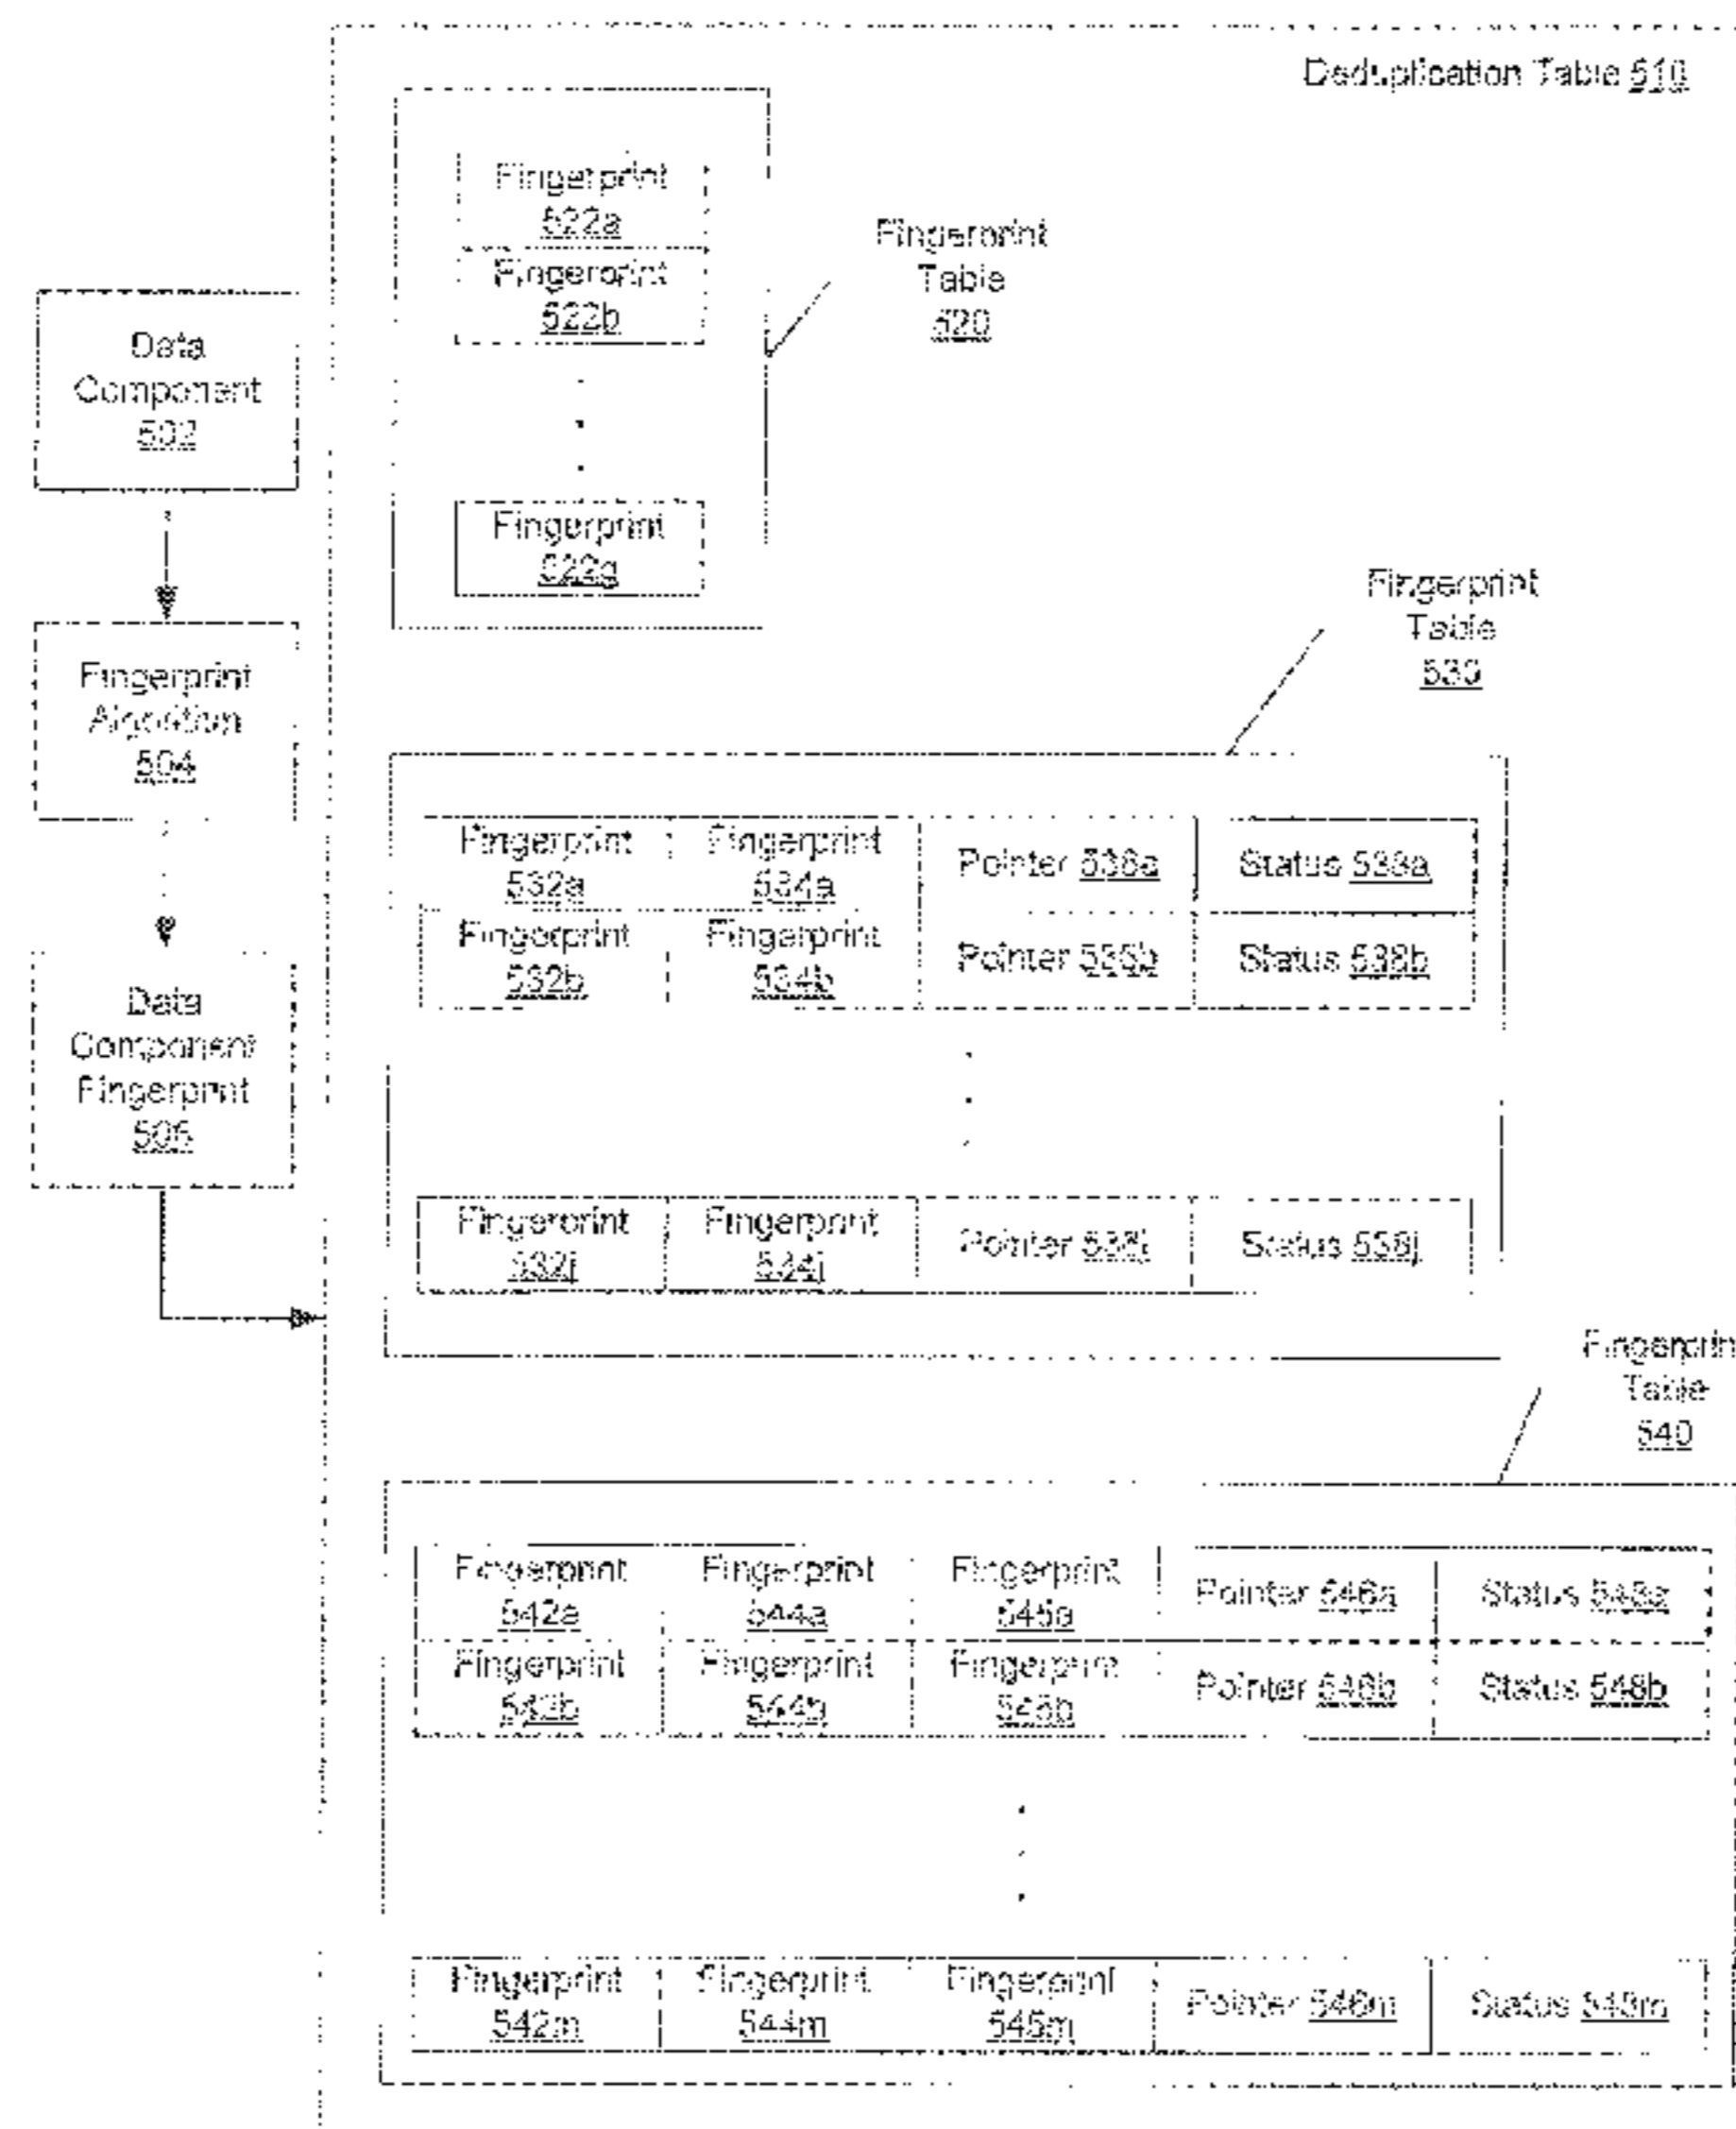 Deduplication Table 510
Fingerprint
522a
Fingerprint
522b
Fingerprint
Table
520
Data
Component
502
Fingerprint
522g
Fingerprint
Table
530
Fingerprint
Algorithm
504
Fingerprint
532a
Fingerprint
534a
Pointer 536a
Status 538a
Fingerprint
532b
Fingerprint
534b
Pointer 536b
Status 538b
Data
Component
Fingerprint
506
Fingerprint
532j
Fingerprint
534j
Pointer
Status 538j
Fingerprin
Table
540
Fingerprint
542a
Fingerprint
544a
Fingerprint
545a
Pointer 546a
Status 548a
Fingerprint
542b
Fingerprint
544b
Fingerprint
545b
Pointer 546b
Status 548b
Fingerprint
542m
Fingerprint
544m
Fingerprint
545m
Pointer 546m
Status 548m